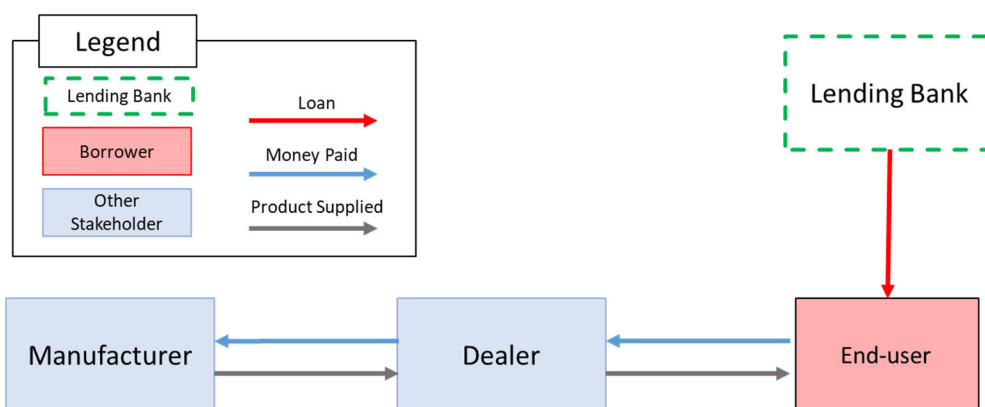 Legend
Lending Bank
Loan
Borrower
Money Paid
Other
Stakeholder
Product Supplied
Lending Bank
Manufacturer
Dealer
End-user